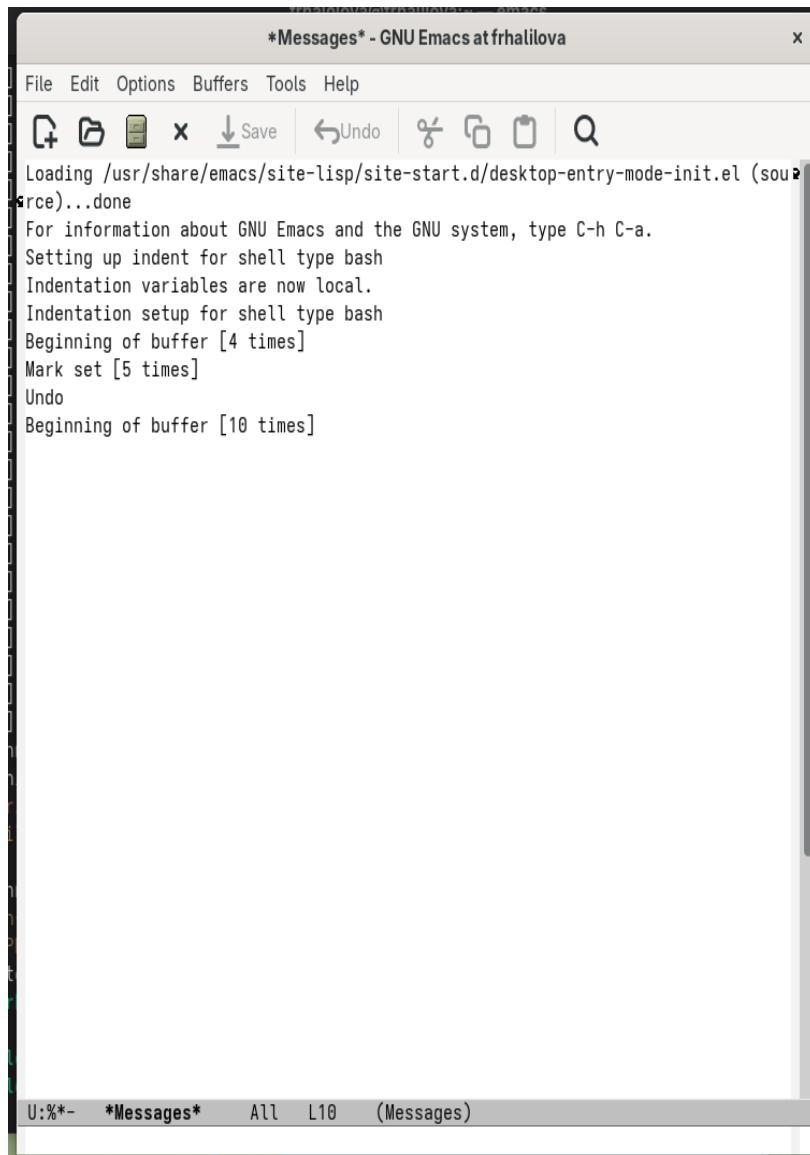 *Messages* - GNU Emacs at frhalilova
x
File Edit Options Buffers Tools Help
Save
Undo
Loading /usr/share/emacs/site-lisp/site-start.d/desktop-entry-mode-init.el (sou
rce)...done
For information about GNU Emacs and the GNU system, type C-h C-a.
Setting up indent for shell type bash
Indentation variables are now local.
Indentation setup for shell type bash
Beginning of buffer [4 times]
Mark set [5 times]
Undo
Beginning of buffer [10 times]
U:%*- *Messages* All L10 (Messages)